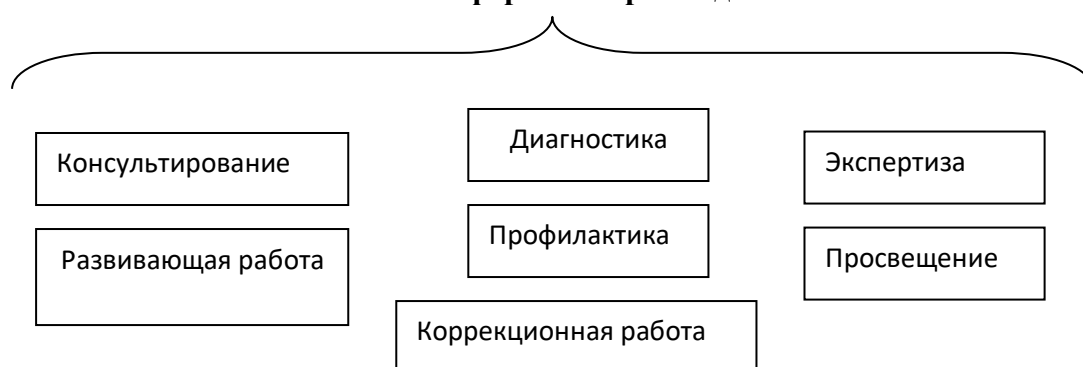 Консультирование
Диагностика
Экспертиза
Развивающая работа
Профилактика
Просвещение
Коррекционная работа